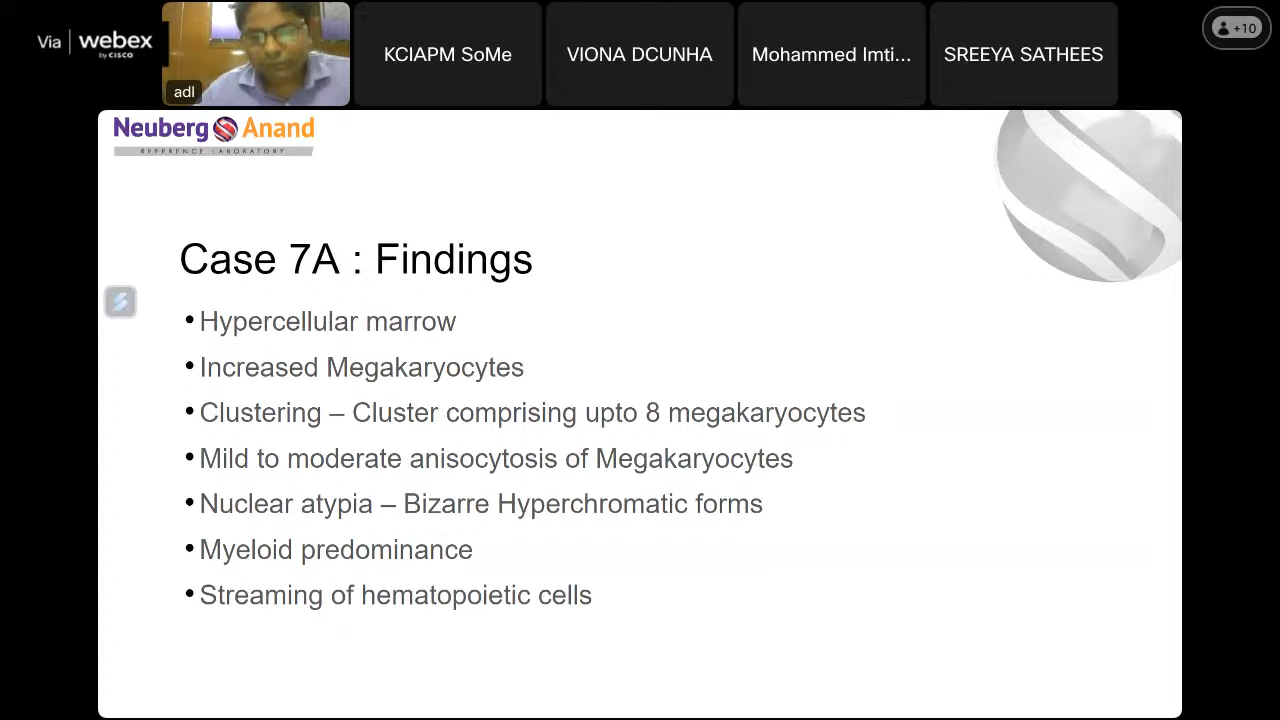 Via webex
by CISCO
adl
KCIAPM SoMe
VIONA DCUNHA
Mohammed Imti...
SREEYA SATHEES
+10
Neuberg Anand
REFERENCE LABORATORY
Case 7A : Findings
•Hypercellular marrow
•Increased Megakaryocytes
•Clustering – Cluster comprising upto 8 megakaryocytes
•Mild to moderate anisocytosis of Megakaryocytes
•Nuclear atypia – Bizarre Hyperchromatic forms
•Myeloid predominance
•Streaming of hematopoietic cells